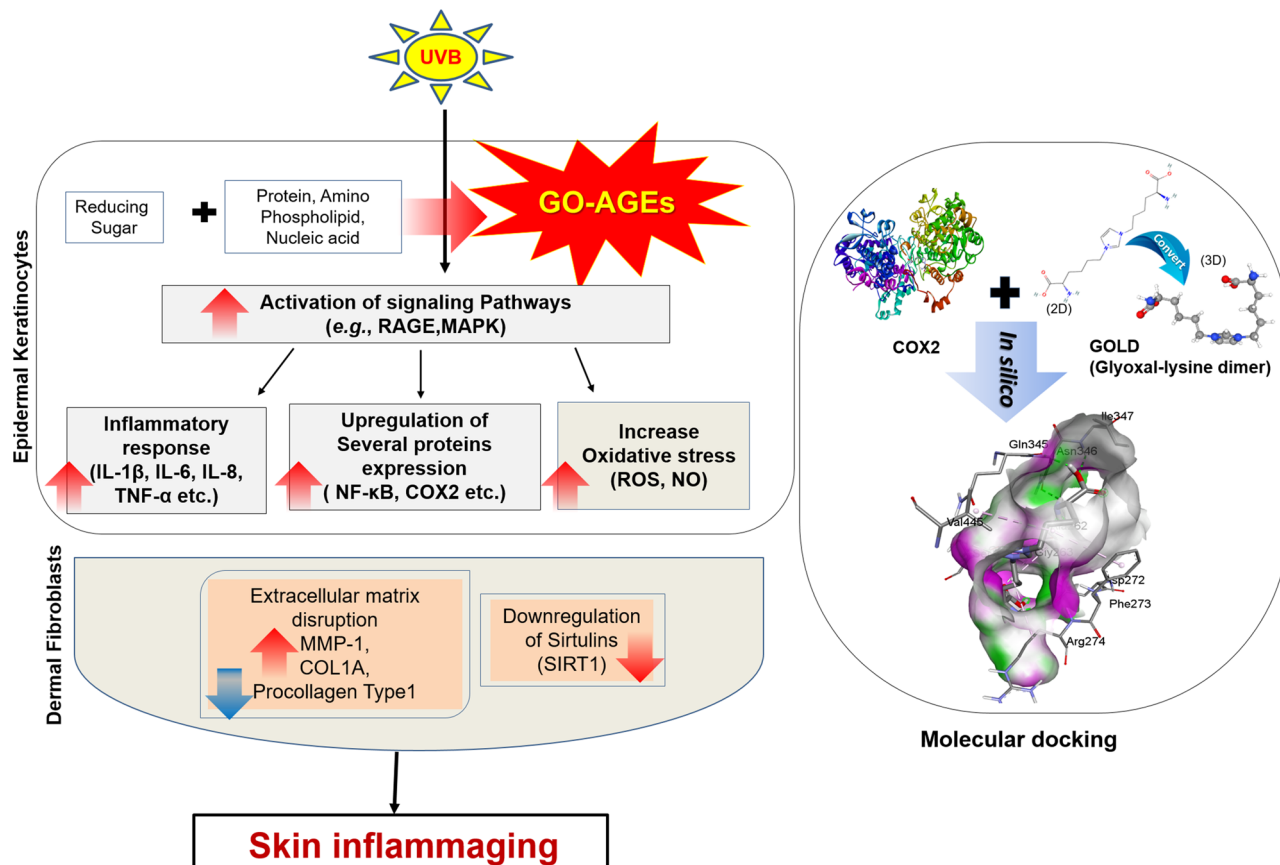 UVB
Epidermal Keratinocytes
Reducing
Sugar
Protein, Amino
Phospholipid,
Nucleic acid
GO-AGEs
Activation of signaling Pathways
(e.g., RAGE,MAPK)
Inflammatory
response
(IL-1β, IL-6, IL-8,
TNF-α etc.)
Upregulation of
Several proteins
expression
( NF-κB, COX2 etc.)
Increase
Oxidative stress
(ROS, NO)
Dermal Fibroblasts
Extracellular matrix
disruption
MMP-1,
COL1A,
Procollagen Type1
Downregulation
of Sirtulins
(SIRT1)
Skin inflammaging
COX2
(2D)
Convert
(3D)
GOLD
(Glyoxal-lysine dimer)
In silico
Ile347
Gln345
Asn346
Val445
Asp272
Phe273
Arg274
Molecular docking